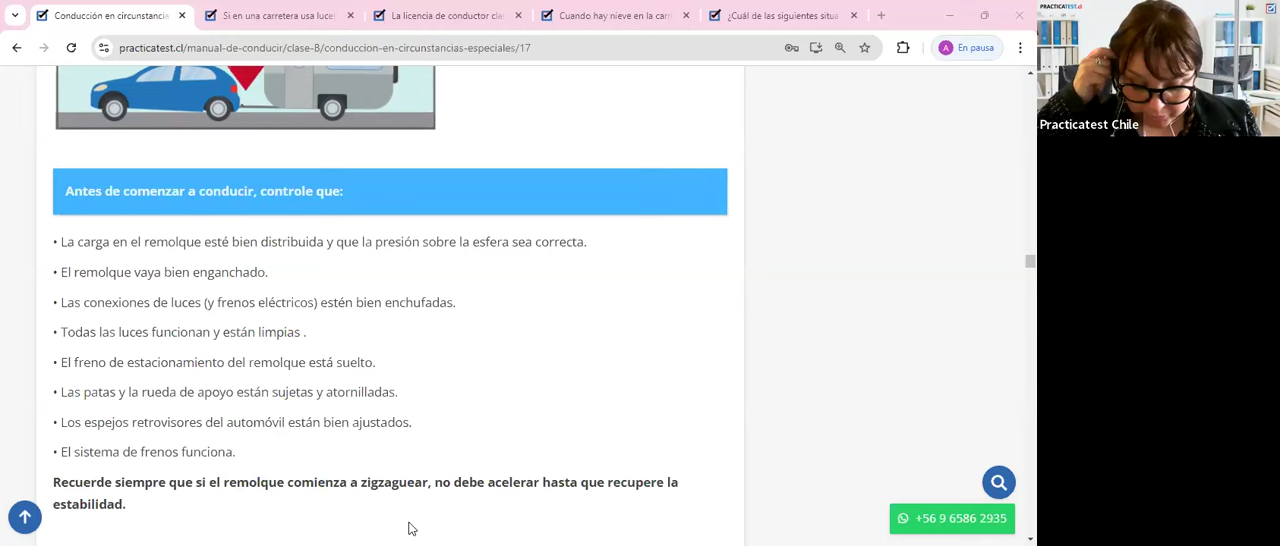 Conducción en circunstancia
Si en una carretera usa luce
La licencia de conductor cla
Cuando hay nieve en la carr
¿Cuál de las siguientes situa
practicatest.cl/manual-de-conducir/clase-B/conduccion-en-circunstancias-especiales/17
A
En pausa
PRACTICATEST.cl
Practicatest Chile
Antes de comenzar a conducir, controle que:
• La carga en el remolque esté bien distribuida y que la presión sobre la esfera sea correcta.
• El remolque vaya bien enganchado.
• Las conexiones de luces (y frenos eléctricos) estén bien enchufadas.
• Todas las luces funcionan y están limpias .
• El freno de estacionamiento del remolque está suelto.
• Las patas y la rueda de apoyo están sujetas y atornilladas.
• Los espejos retrovisores del automóvil están bien ajustados.
• El sistema de frenos funciona.
Recuerde siempre que si el remolque comienza a zigzaguear, no debe acelerar hasta que recupere la
estabilidad.
+56 9 6586 2935